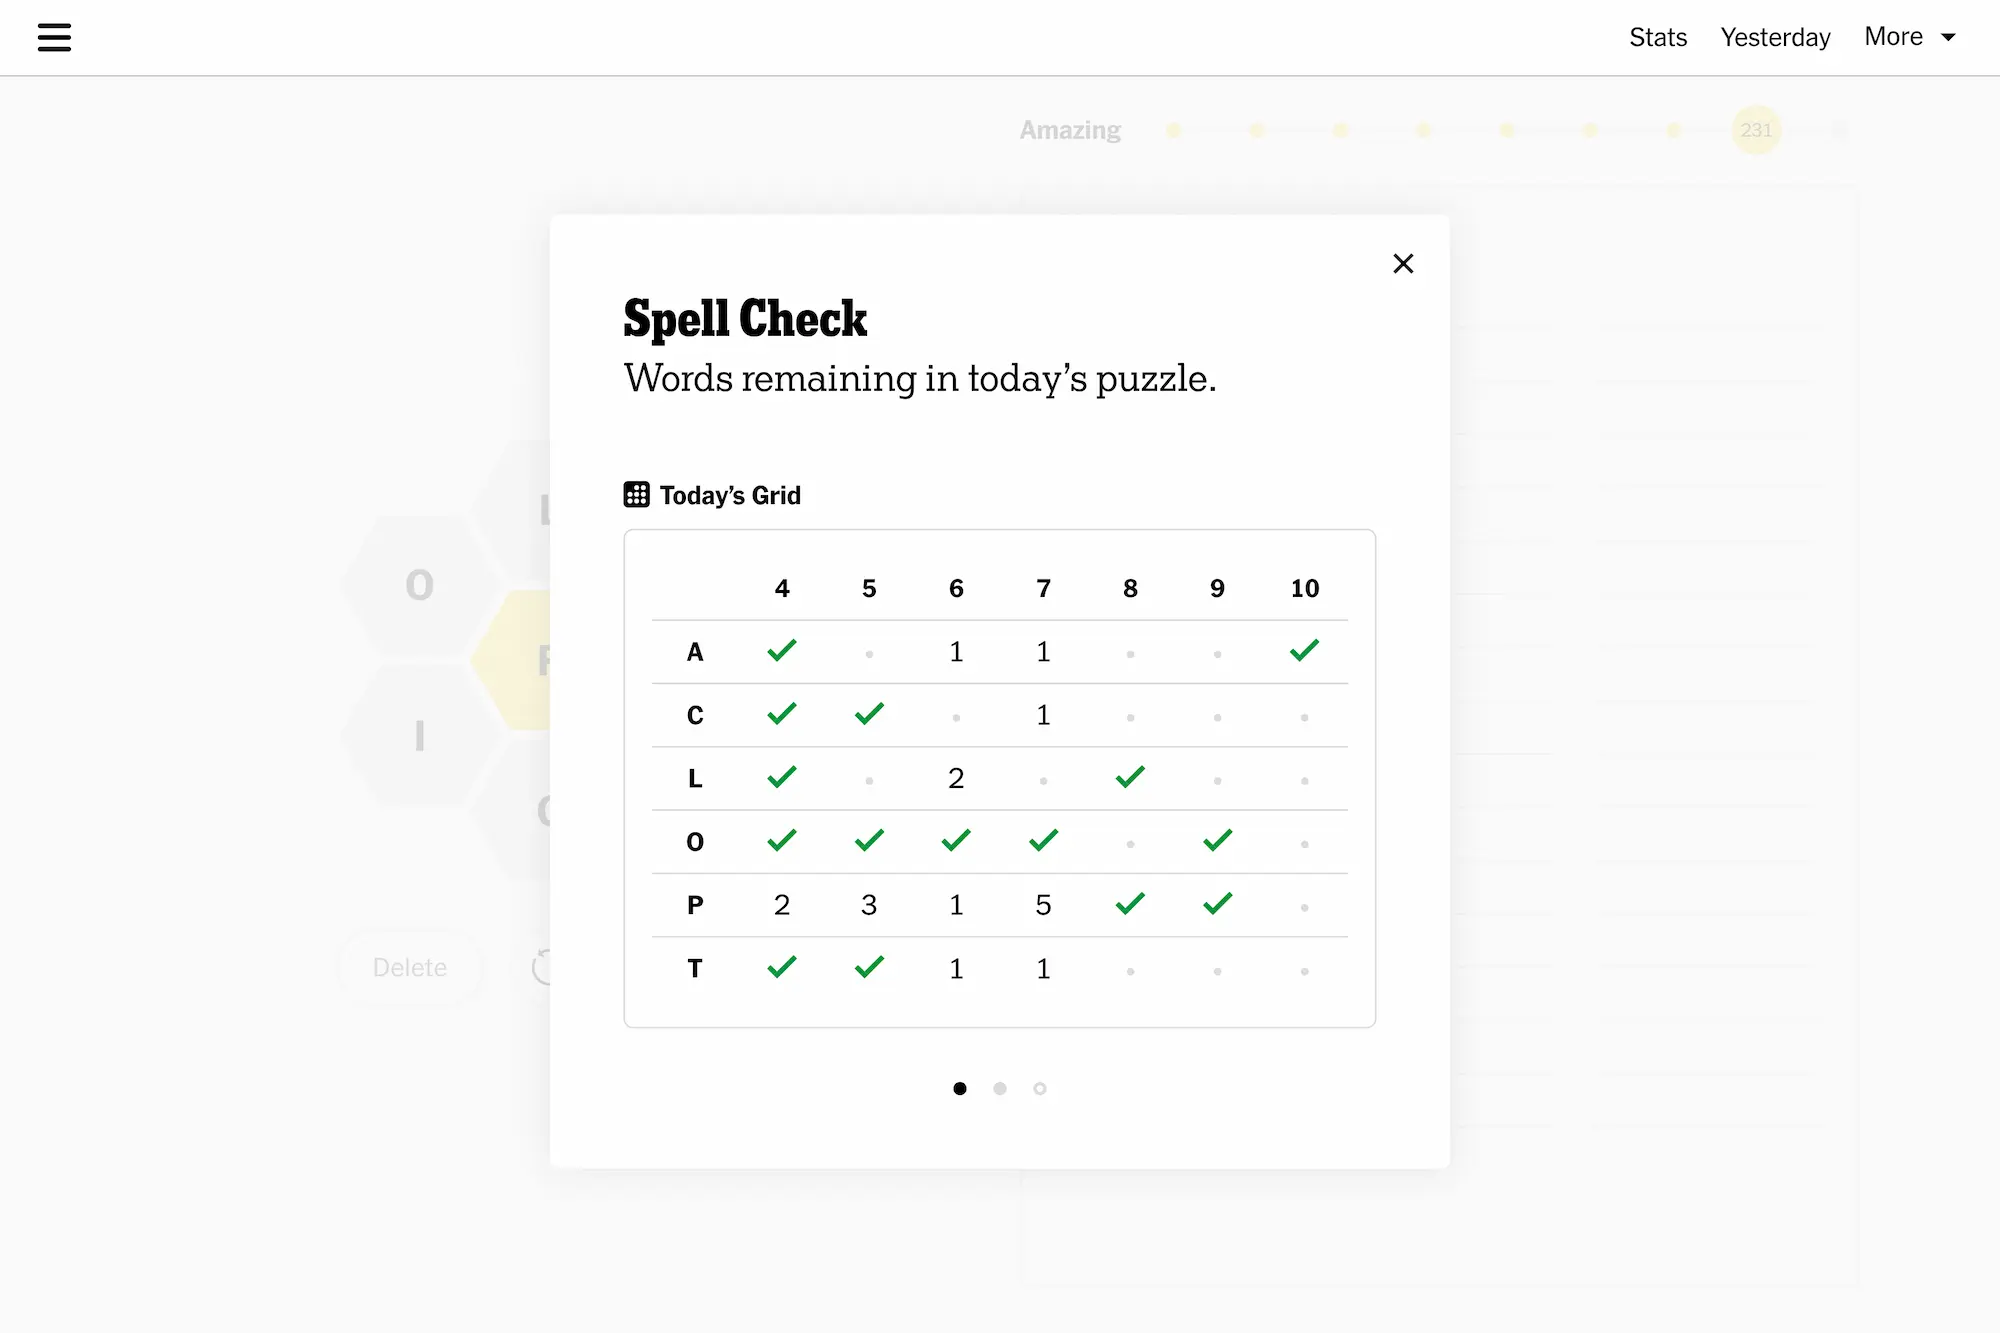 Stats Yesterday More
Amazing 231
Spell Check
Words remaining in today’s puzzle.
Today’s Grid
4 5 6 7 8 9 10
A 1 1
C 1
L 2
O
P 2 3 1 5
T 1 1
O
I
Delete